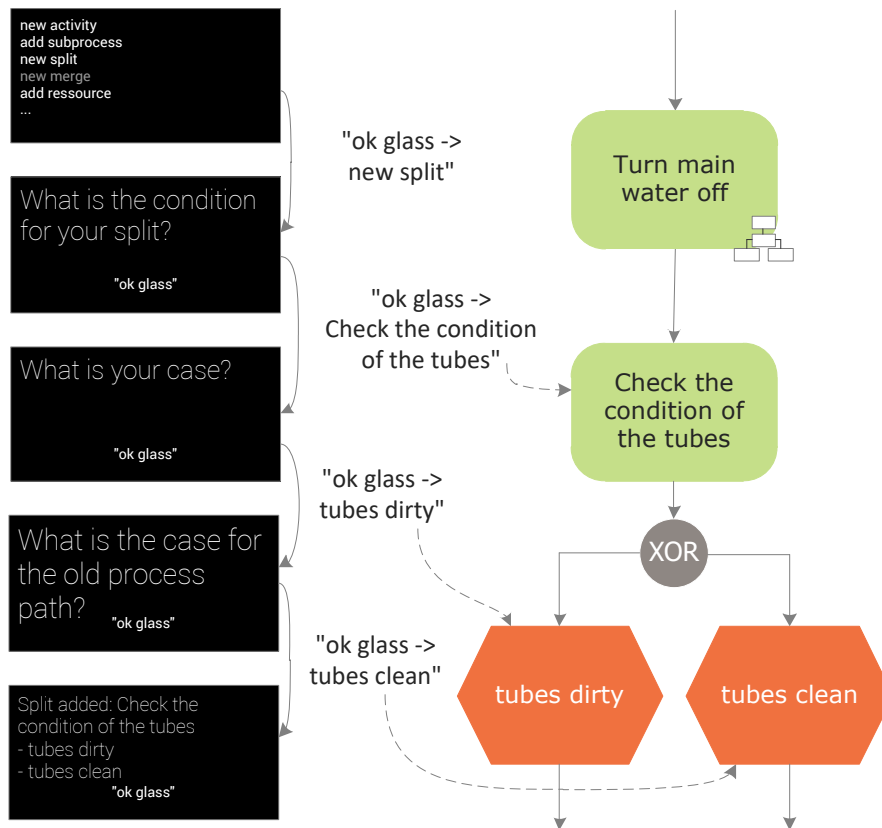 new activity
add subprocess
new split
new merge
add ressource
...
"ok glass ->
new split"
Turn main
water off
What is the condition
for your split?
"ok glass"
"ok glass ->
Check the condition
of the tubes"
What is your case?
"ok glass"
Check the
condition of
the tubes
"ok glass ->
tubes dirty"
What is the case for
the old process
path?
"ok glass"
XOR
"ok glass ->
tubes clean"
tubes dirty
tubes clean
Split added: Check the
condition of the tubes
- tubes dirty
- tubes clean
"ok glass"